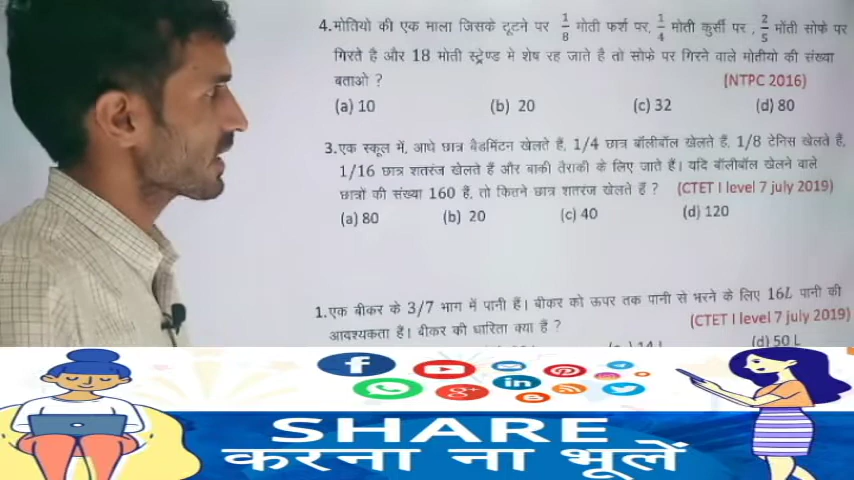 4.मोतियो की एक माला जिसके टूटने पर 1/8 मोती फर्श पर, 1/4 मोती कुर्सी पर , 2/5 मोंती सोफे पर
गिरते है और 18 मोती स्ट्रेण्ड मे शेष रह जाते है तो सोफे पर गिरने वाले मोतीयो की संख्या
बताओ ? (NTPC 2016)
(a) 10 (b) 20 (c) 32 (d) 80
3.एक स्कूल में, आधे छात्र बैडमिंटन खेलते हैं, 1/4 छात्र बॉलीबॉल खेलते हैं, 1/8 टेनिस खेलते हैं,
1/16 छात्र शतरंज खेलते हैं और बाकी तैराकी के लिए जाते हैं। यदि बॉलीबॉल खेलने वाले
छात्रों की संख्या 160 हैं, तो कितने छात्र शतरंज खेलते हैं ? (CTET I level 7 july 2019)
(a) 80 (b) 20 (c) 40 (d) 120
1.एक बीकर के 3/7 भाग में पानी हैं। बीकर को ऊपर तक पानी से भरने के लिए 16L पानी की
आवश्यकता हैं। बीकर की धारिता क्या हैं ? (CTET I level 7 july 2019)
(d) 50 L
SHARE
करना ना भूलें